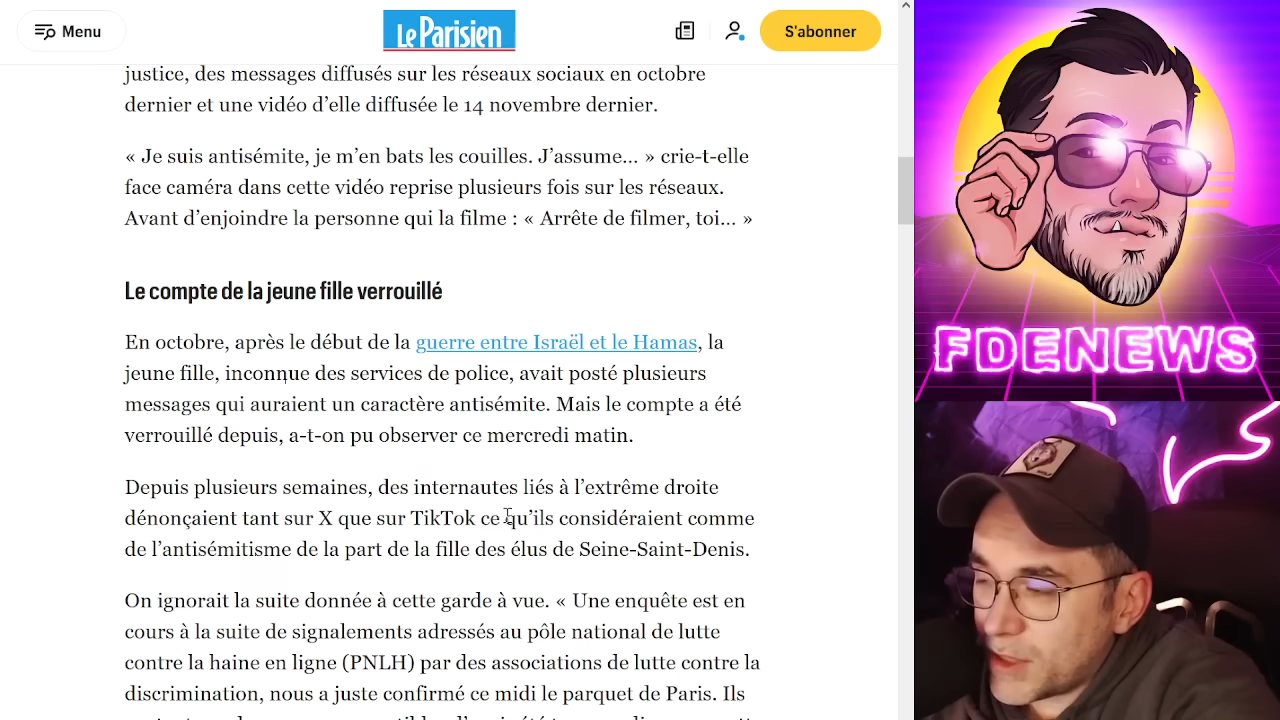 Menu
Le Parisien
S'abonner
justice, des messages diffusés sur les réseaux sociaux en octobre
dernier et une vidéo d'elle diffusée le 14 novembre dernier.
« Je suis antisémite, je m'en bats les couilles. J'assume… » crie-t-elle
face caméra dans cette vidéo reprise plusieurs fois sur les réseaux.
Avant d'enjoindre la personne qui la filme : « Arrête de filmer, toi… »
Le compte de la jeune fille verrouillé
En octobre, après le début de la guerre entre Israël et le Hamas, la
jeune fille, inconnue des services de police, avait posté plusieurs
messages qui auraient un caractère antisémite. Mais le compte a été
verrouillé depuis, a-t-on pu observer ce mercredi matin.
Depuis plusieurs semaines, des internautes liés à l'extrême droite
dénonçaient tant sur X que sur TikTok ce qu'ils considéraient comme
de l'antisémitisme de la part de la fille des élus de Seine-Saint-Denis.
On ignorait la suite donnée à cette garde à vue. « Une enquête est en
cours à la suite de signalements adressés au pôle national de lutte
contre la haine en ligne (PNLH) par des associations de lutte contre la
discrimination, nous a juste confirmé ce midi le parquet de Paris. Ils
FDENEWS